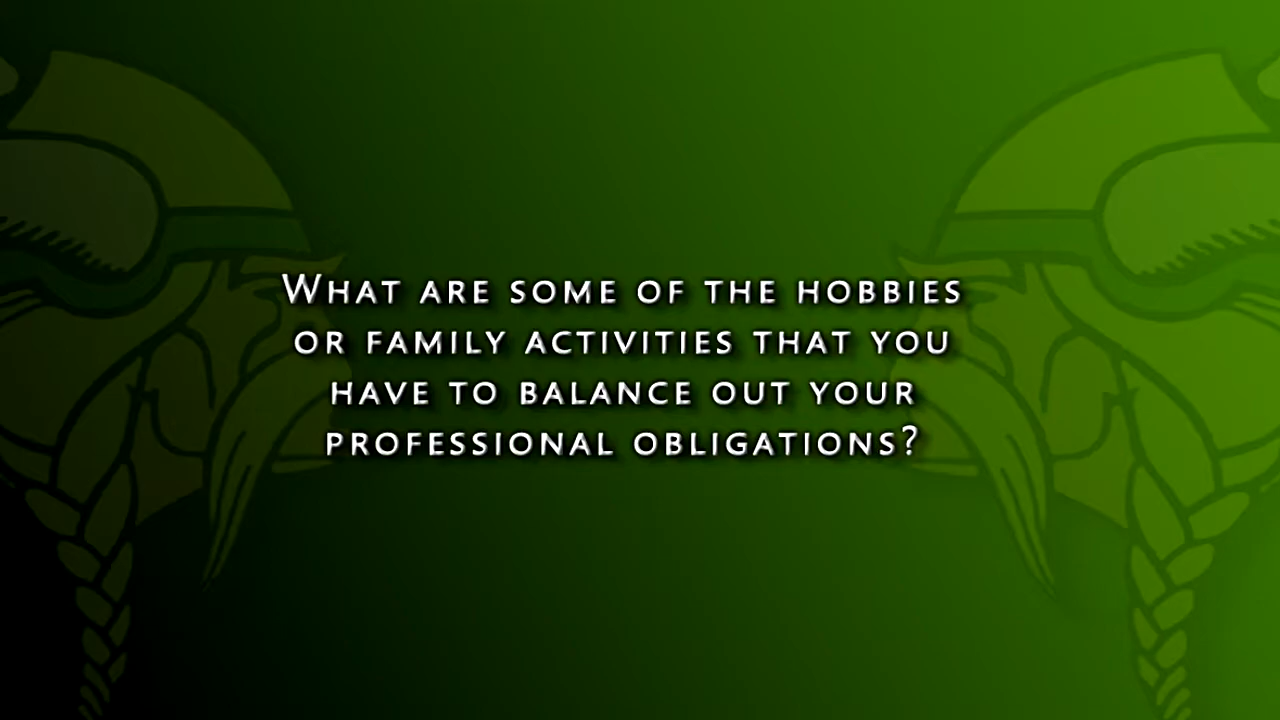 What are some of the hobbies
or family activities that you
have to balance out your
professional obligations?